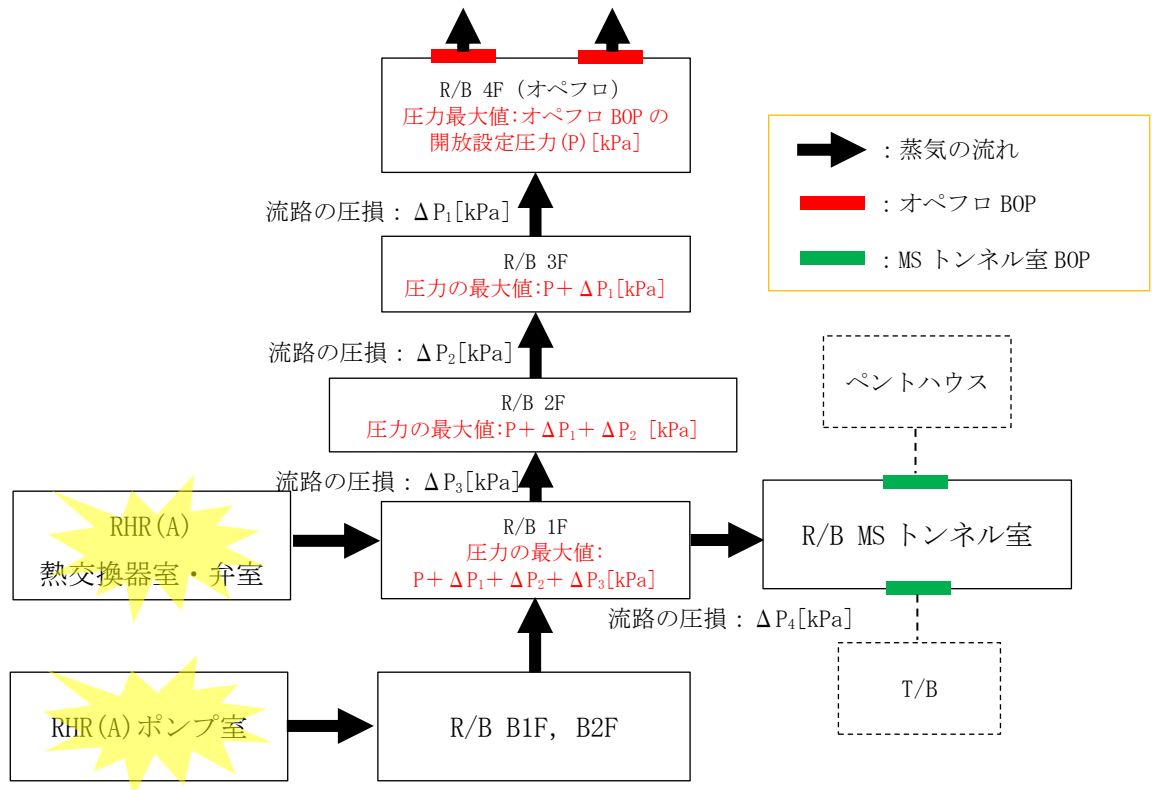 R/B 4F (オペフロ)
圧力最大値:オペフロ BOP の
開放設定圧力(P)[kPa]
流路の圧損：ΔP₁[kPa]
R/B 3F
圧力の最大値:P＋ΔP₁[kPa]
流路の圧損：ΔP₂[kPa]
R/B 2F
圧力の最大値:P＋ΔP₁＋ΔP₂ [kPa]
流路の圧損：ΔP₃[kPa]
RHR(A)
熱交換器室・弁室
R/B 1F
圧力の最大値:
P＋ΔP₁＋ΔP₂＋ΔP₃[kPa]
流路の圧損：ΔP₄[kPa]
RHR(A)ポンプ室
R/B B1F, B2F
：蒸気の流れ
：オペフロ BOP
：MS トンネル室 BOP
ペントハウス
R/B MS トンネル室
T/B